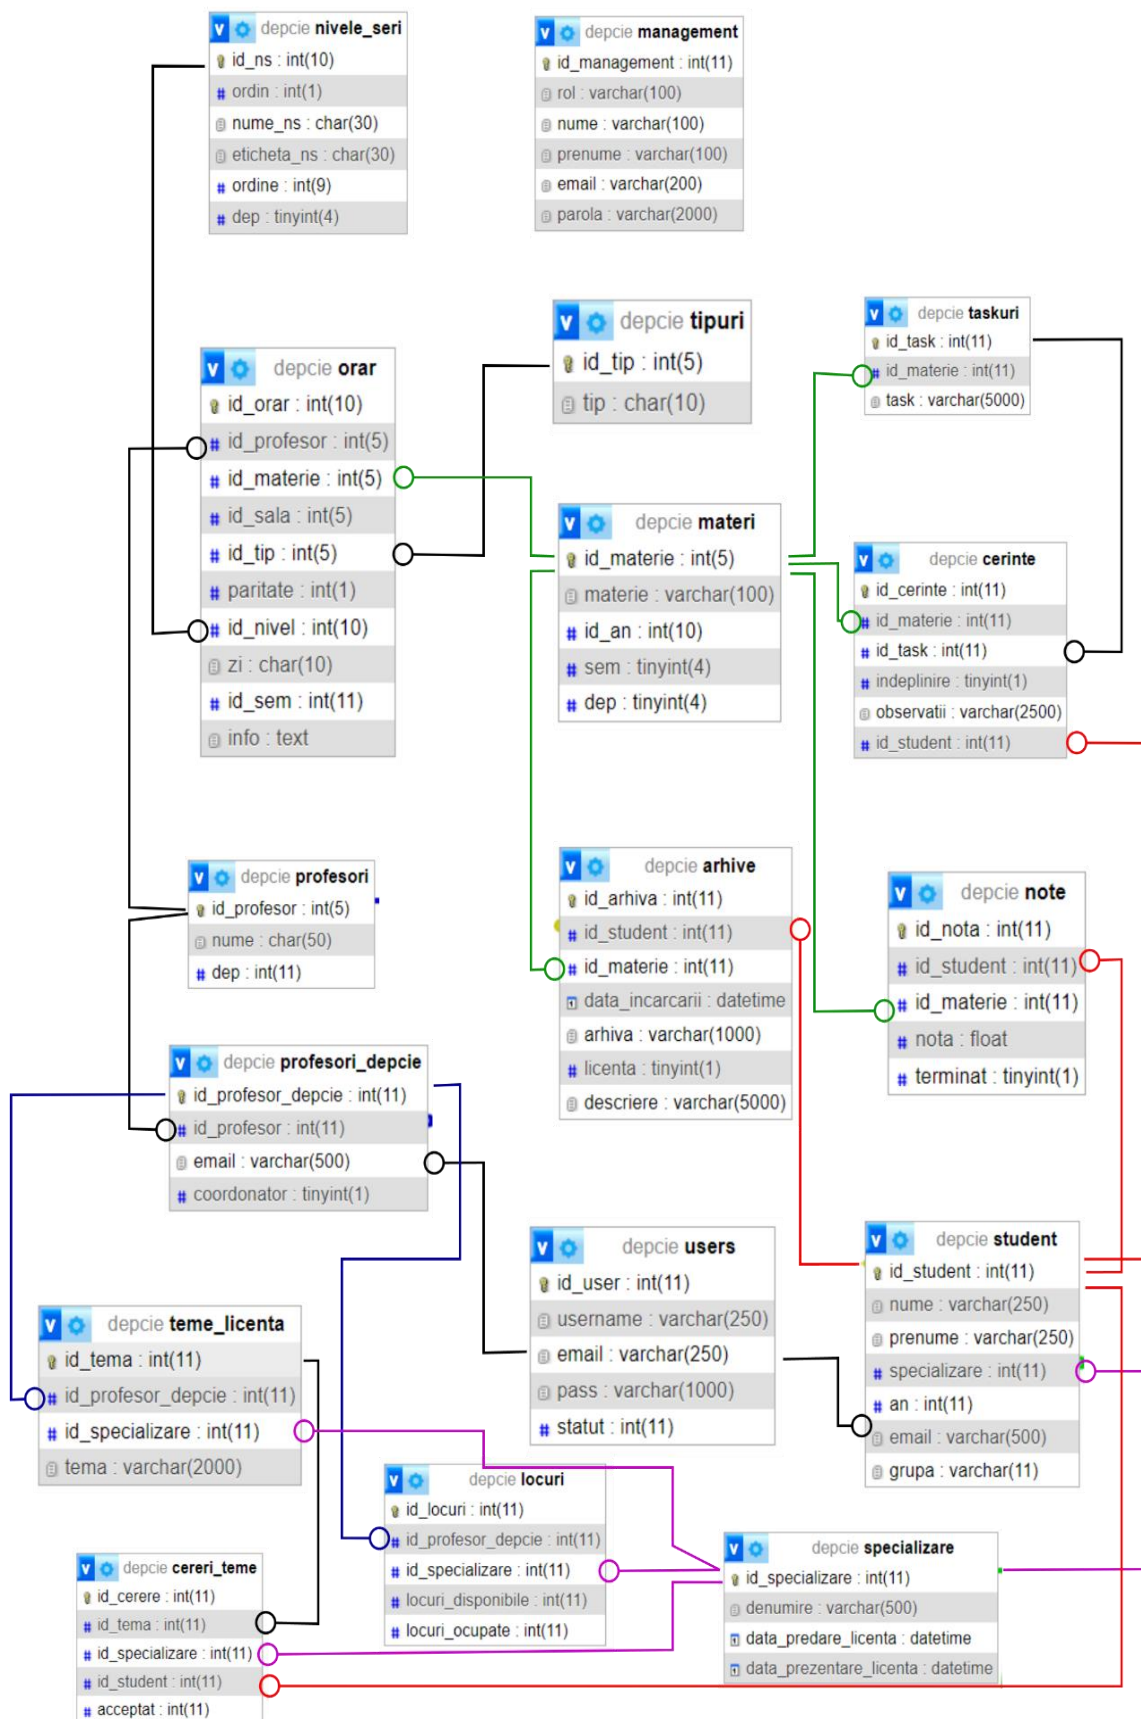 depcie nivele_seri
id_ns : int(10)
ordin : int(1)
nume_ns : char(30)
eticheta_ns : char(30)
ordine : int(9)
dep : tinyint(4)
depcie management
id_management : int(11)
rol : varchar(100)
nume : varchar(100)
prenume : varchar(100)
email : varchar(200)
parola : varchar(2000)
depcie orar
id_orar : int(10)
id_profesor : int(5)
id_materie : int(5)
id_sala : int(5)
id_tip : int(5)
paritate : int(1)
id_nivel : int(10)
zi : char(10)
id_sem : int(11)
info : text
depcie tipuri
id_tip : int(5)
tip : char(10)
depcie taskuri
id_task : int(11)
id_materie : int(11)
task : varchar(5000)
depcie materi
id_materie : int(5)
materie : varchar(100)
id_an : int(10)
sem : tinyint(4)
dep : tinyint(4)
depcie cerinte
id_cerinte : int(11)
id_materie : int(11)
id_task : int(11)
indeplinire : tinyint(1)
observatii : varchar(2500)
id_student : int(11)
depcie profesori
id_profesor : int(5)
nume : char(50)
dep : int(11)
depcie arhive
id_arhiva : int(11)
id_student : int(11)
id_materie : int(11)
data_incarcarii : datetime
arhiva : varchar(1000)
licenta : tinyint(1)
descriere : varchar(5000)
depcie note
id_nota : int(11)
id_student : int(11)
id_materie : int(11)
nota : float
terminat : tinyint(1)
depcie profesori_depcie
id_profesor_depcie : int(11)
id_profesor : int(11)
email : varchar(500)
coordonator : tinyint(1)
depcie users
id_user : int(11)
username : varchar(250)
email : varchar(250)
pass : varchar(1000)
statut : int(11)
depcie student
id_student : int(11)
nume : varchar(250)
prenume : varchar(250)
specializare : int(11)
an : int(11)
email : varchar(500)
grupa : varchar(11)
depcie teme_licenta
id_tema : int(11)
id_profesor_depcie : int(11)
id_specializare : int(11)
tema : varchar(2000)
depcie locuri
id_locuri : int(11)
id_profesor_depcie : int(11)
id_specializare : int(11)
locuri_disponibile : int(11)
locuri_ocupate : int(11)
depcie specializare
id_specializare : int(11)
denumire : varchar(500)
data_predare_licenta : datetime
data_prezentare_licenta : datetime
depcie cereri_teme
id_cerere : int(11)
id_tema : int(11)
id_specializare : int(11)
id_student : int(11)
acceptat : int(11)